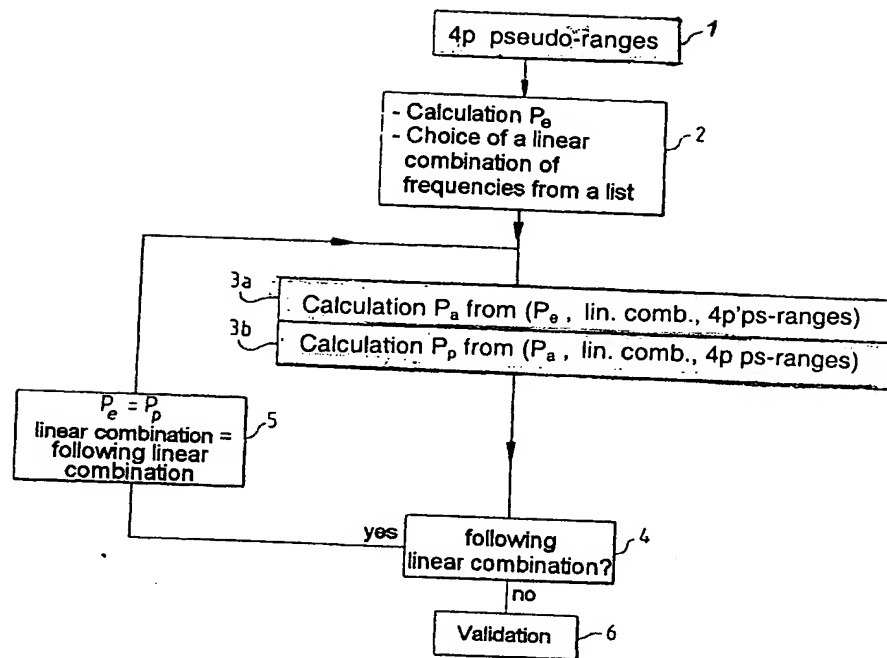 4p pseudo-ranges
1
- Calculation Pe
- Choice of a linear
combination of
frequencies from a list
2
3a
Calculation Pa from (Pe , lin. comb., 4p'ps-ranges)
3b
Calculation Pp from (Pa , lin. comb., 4p ps-ranges)
Pe = Pp
linear combination =
following linear
combination
5
yes
following
linear combination?
4
no
Validation
6